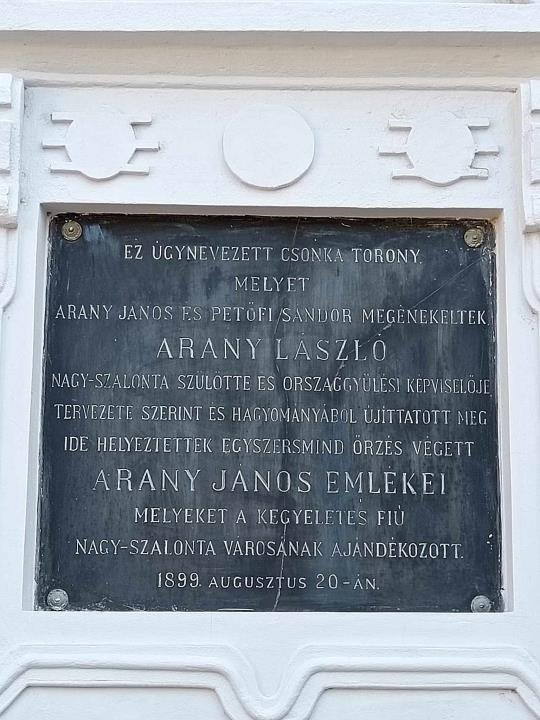 EZ ÚGYNEVEZETT CSONKA TORONY.
MELYET
ARANY JÁNOS ÉS PETŐFI SÁNDOR MEGÉNEKELTEK,
ARANY LÁSZLÓ
NAGY-SZALONTA SZÜLÖTTE ÉS ORSZÁGGYÜLÉSI KÉPVISELŐJE
TERVEZETE SZERINT ÉS HAGYOMÁNYÁBÓL ÚJÍTTATOTT MEG
IDE HELYEZTETTEK EGYSZERSMIND ŐRZÉS VÉGETT
ARANY JÁNOS EMLÉKEI
MELYEKET A KEGYELETES FIÚ
NAGY-SZALONTA VÁROSÁNAK AJÁNDÉKOZOTT.
1899. AUGUSZTUS 20-ÁN.